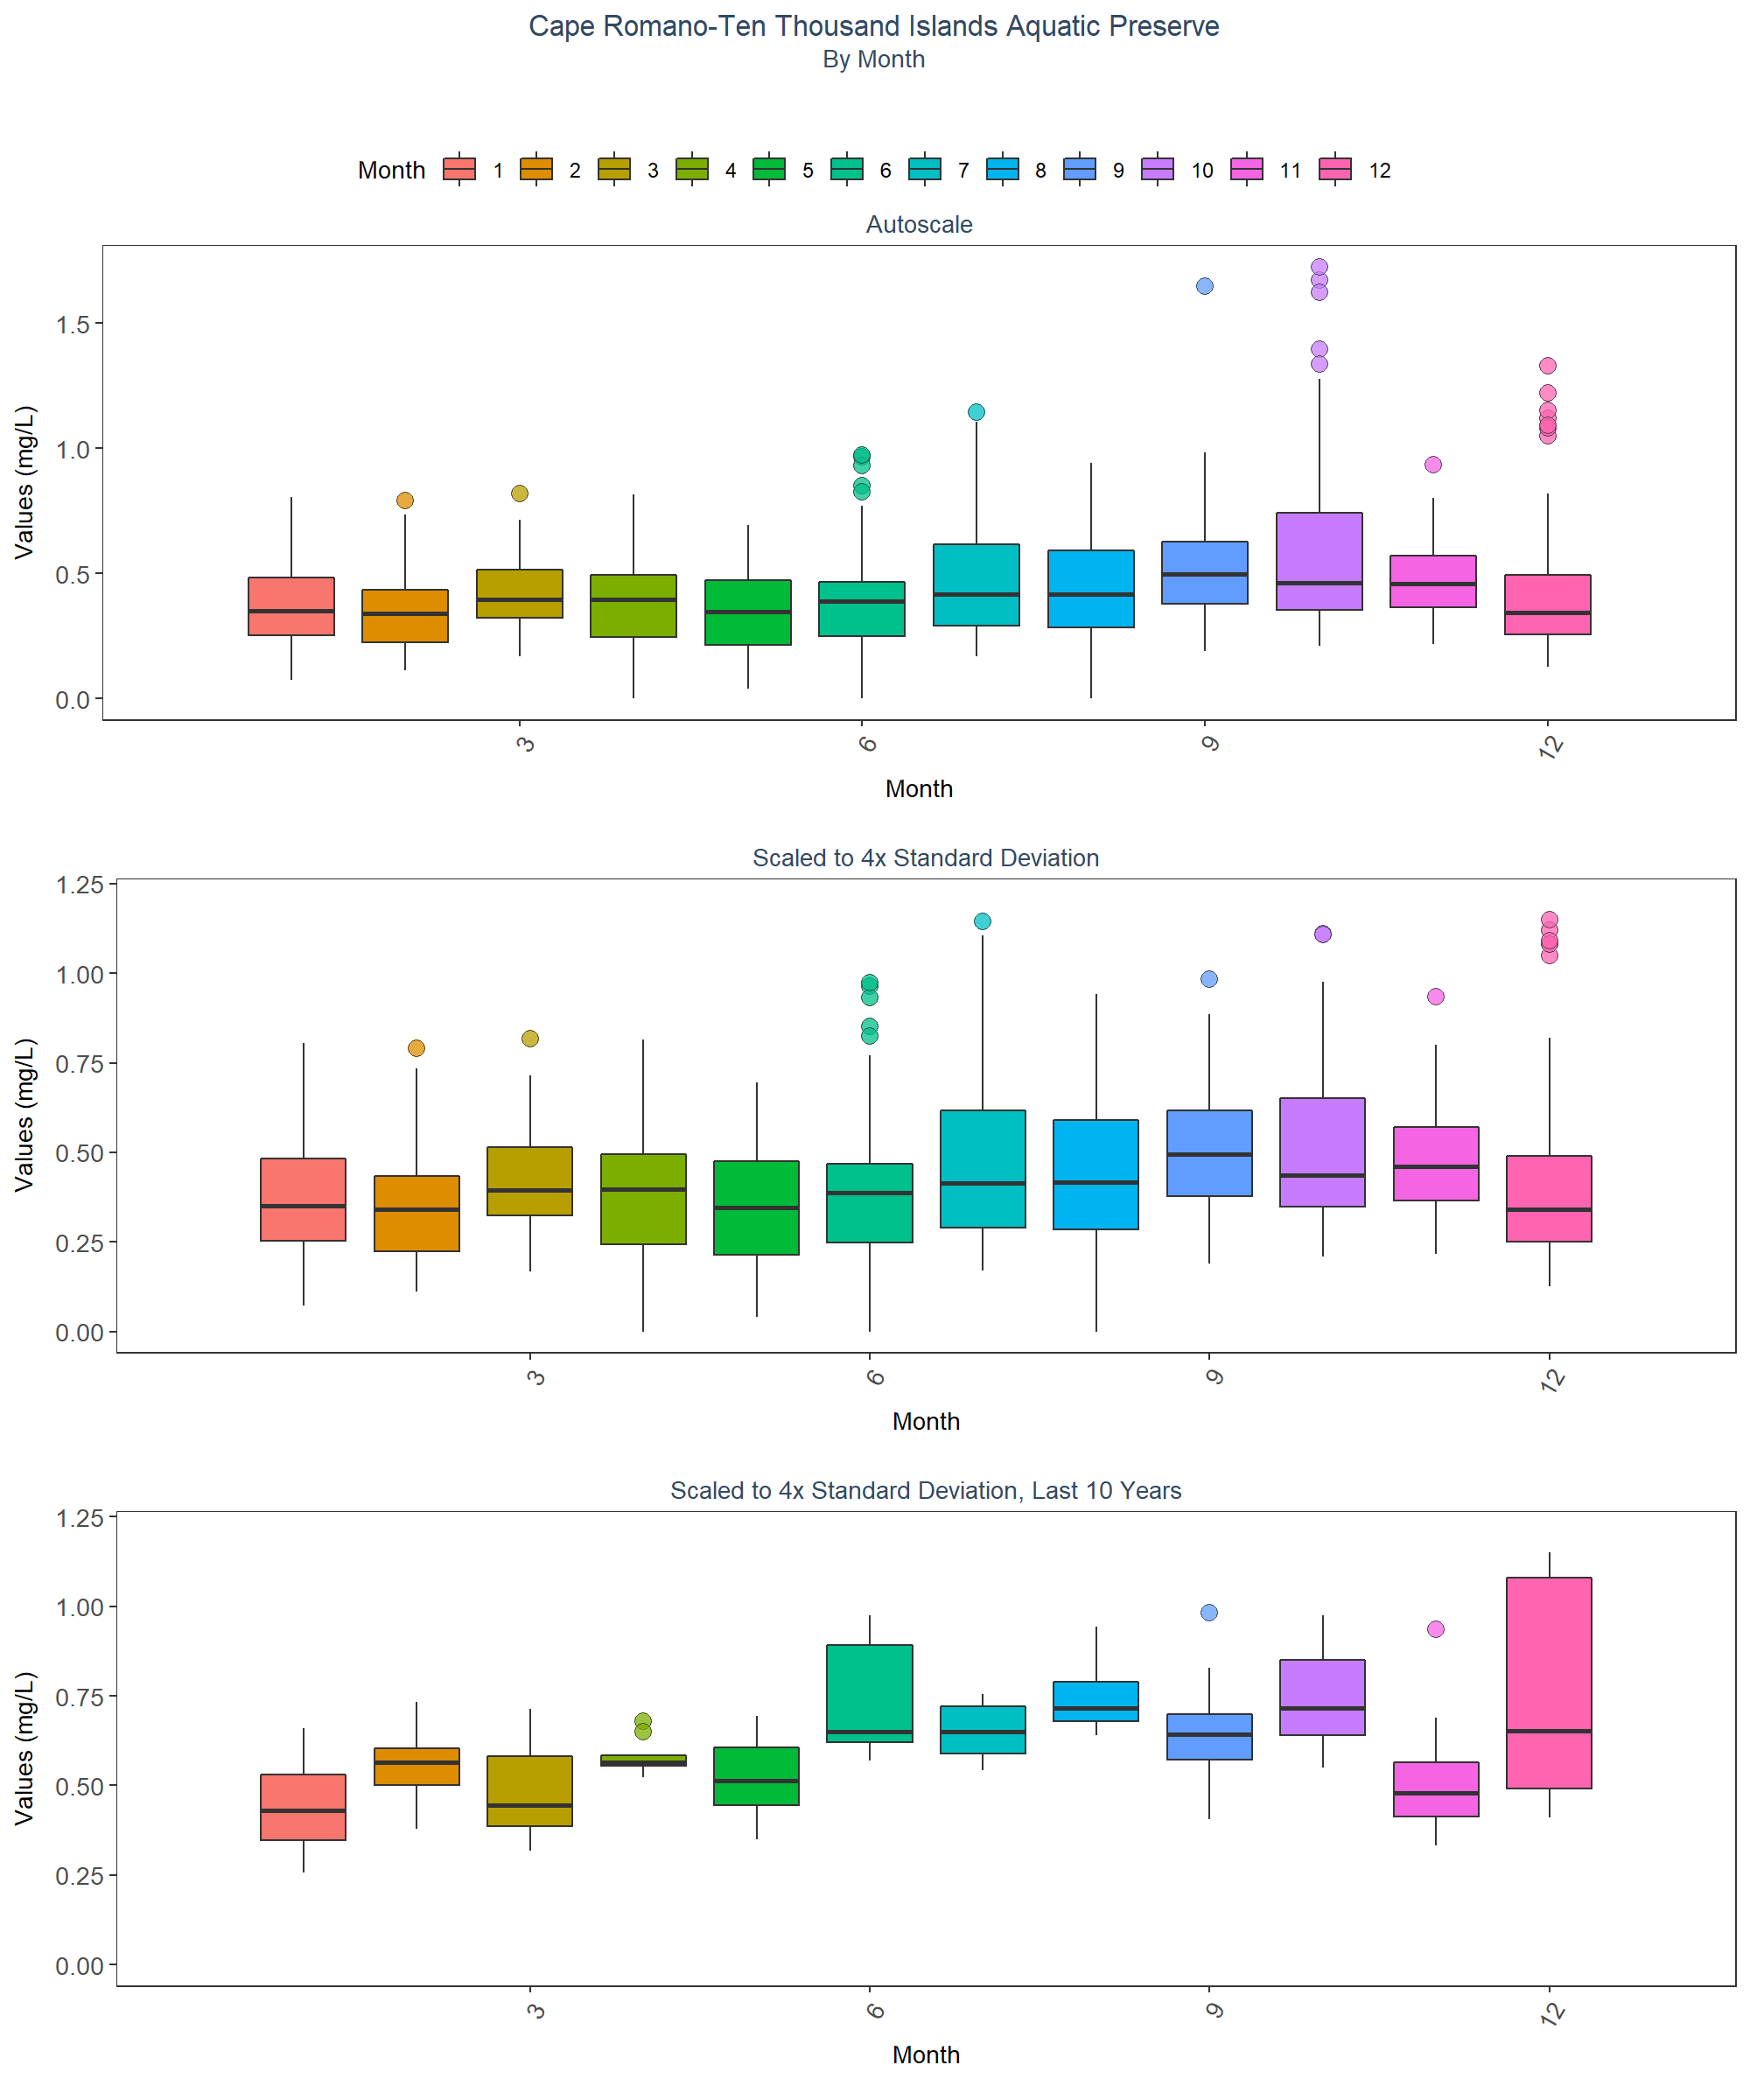 Cape Romano-Ten Thousand Islands Aquatic Preserve
By Month
Month 1 2 3 4 5 6 7 8 9 10 11 12
Autoscale
Values (mg/L)
1.5
1.0
0.5
0.0
3 6 9 12
Month
Scaled to 4x Standard Deviation
Values (mg/L)
1.25
1.00
0.75
0.50
0.25
0.00
3 6 9 12
Month
Scaled to 4x Standard Deviation, Last 10 Years
Values (mg/L)
1.25
1.00
0.75
0.50
0.25
0.00
3 6 9 12
Month